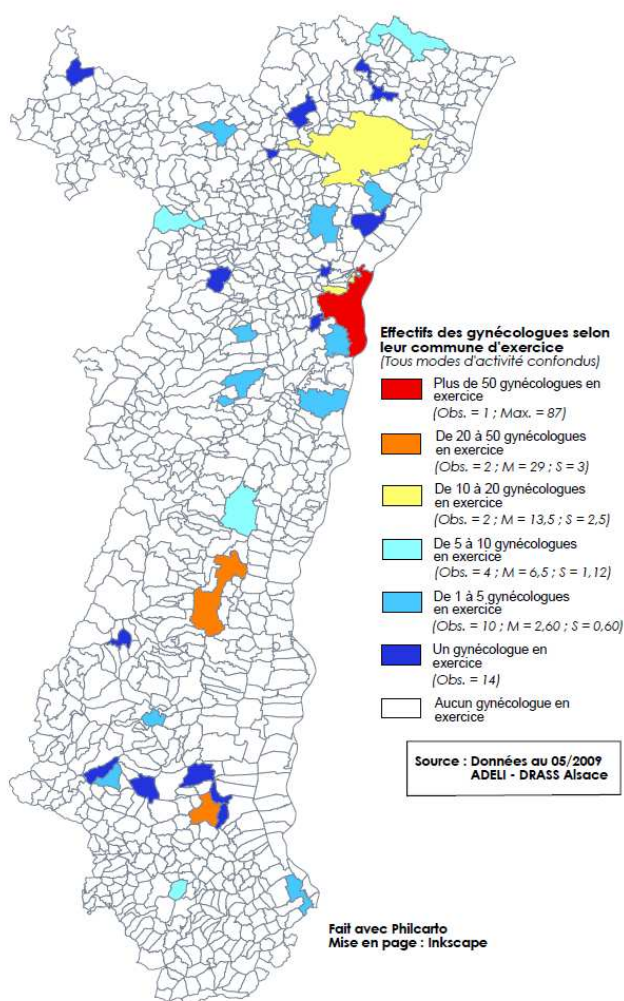 Effectifs des gynécologues selon
leur commune d'exercice
(Tous modes d'activité confondus)
Plus de 50 gynécologues en
exercice
(Obs. = 1 ; Max. = 87)
De 20 à 50 gynécologues
en exercice
(Obs. = 2 ; M = 29 ; S = 3)
De 10 à 20 gynécologues
en exercice
(Obs. = 2 ; M = 13,5 ; S = 2,5)
De 5 à 10 gynécologues
en exercice
(Obs. = 4 ; M = 6,5 ; S = 1,12)
De 1 à 5 gynécologues
en exercice
(Obs. = 10 ; M = 2,60 ; S = 0,60)
Un gynécologue en
exercice
(Obs. = 14)
Aucun gynécologue en
exercice
Source : Données au 05/2009
ADELI - DRASS Alsace
Fait avec Philcarto
Mise en page : Inkscape